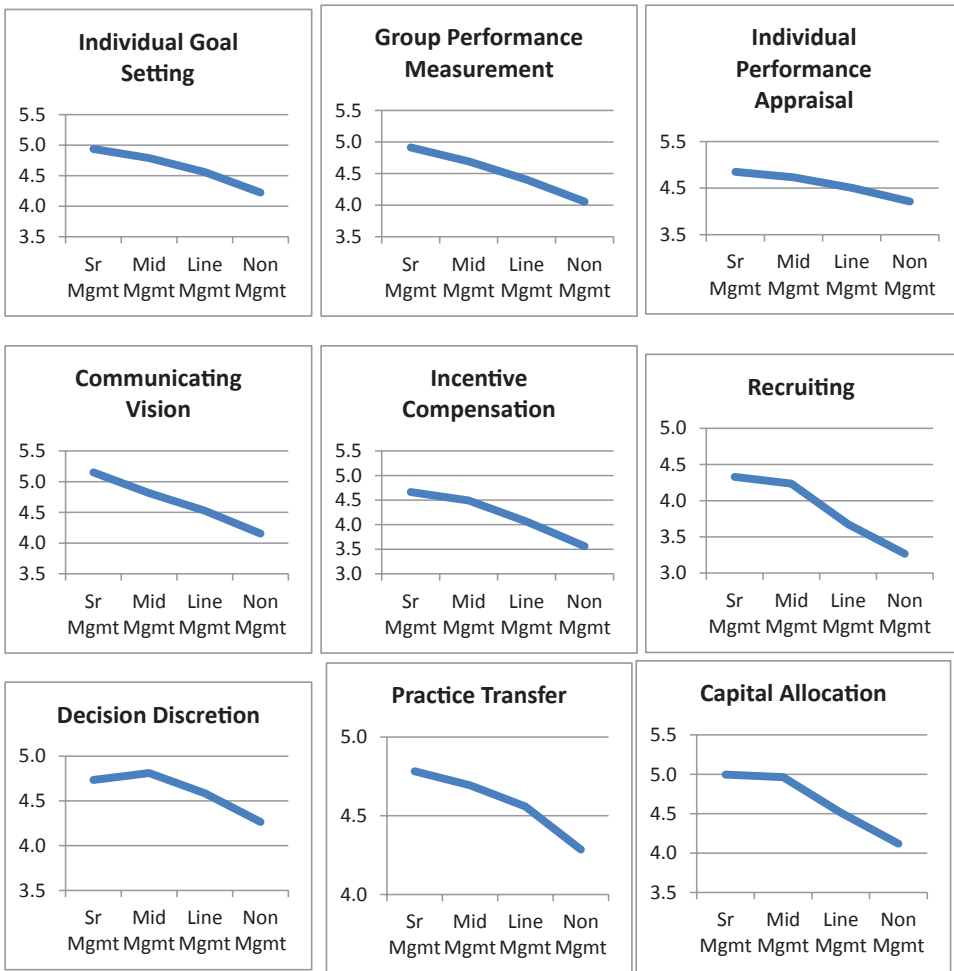 Individual Goal
Setting
5.5
5.0
4.5
4.0
3.5
Sr Mid Line Non
Mgmt Mgmt Mgmt Mgmt
Group Performance
Measurement
5.5
5.0
4.5
4.0
3.5
Sr Mid Line Non
Mgmt Mgmt Mgmt Mgmt
Individual
Performance
Appraisal
5.5
4.5
3.5
Sr Mid Line Non
Mgmt Mgmt Mgmt Mgmt
Communicating
Vision
5.5
5.0
4.5
4.0
3.5
Sr Mid Line Non
Mgmt Mgmt Mgmt Mgmt
Incentive
Compensation
5.5
5.0
4.5
4.0
3.5
3.0
Sr Mid Line Non
Mgmt Mgmt Mgmt Mgmt
Recruiting
5.0
4.5
4.0
3.5
3.0
Sr Mid Line Non
Mgmt Mgmt Mgmt Mgmt
Decision Discretion
5.0
4.5
4.0
3.5
Sr Mid Line Non
Mgmt Mgmt Mgmt Mgmt
Practice Transfer
5.0
4.5
4.0
Sr Mid Line Non
Mgmt Mgmt Mgmt Mgmt
Capital Allocation
5.5
5.0
4.5
4.0
3.5
Sr Mid Line Non
Mgmt Mgmt Mgmt Mgmt